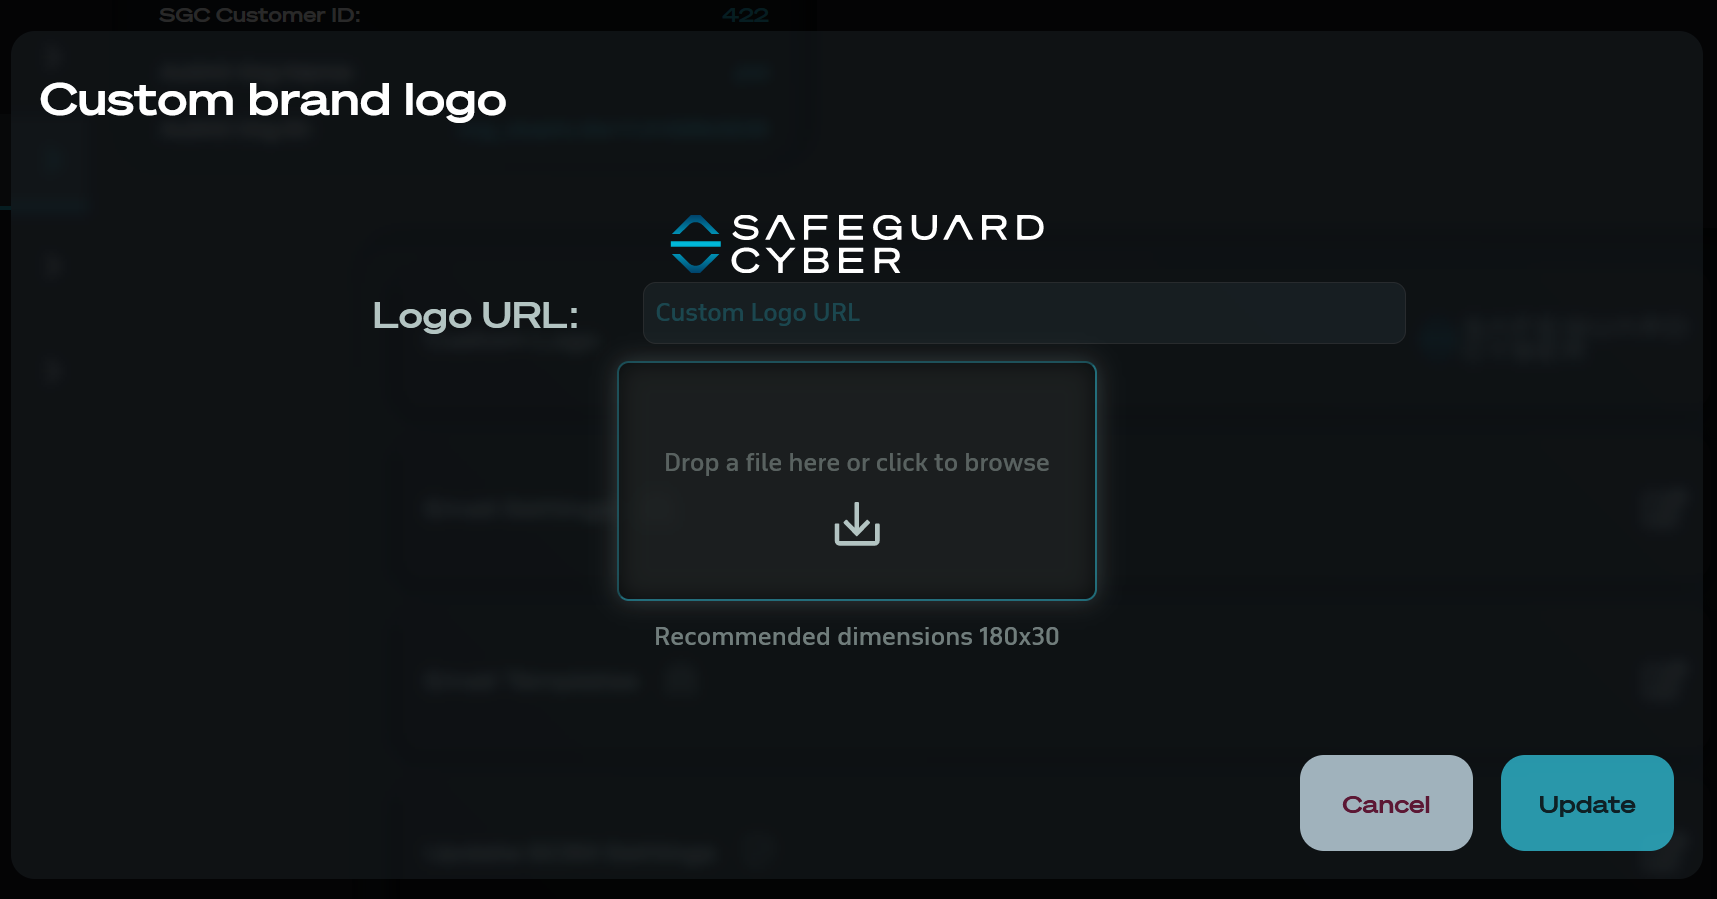 SGC Customer ID: 422
Custom brand logo
SAFEGUARD
CYBER
Logo URL:
Custom Logo URL
Drop a file here or click to browse
Recommended dimensions 180x30
Cancel
Update